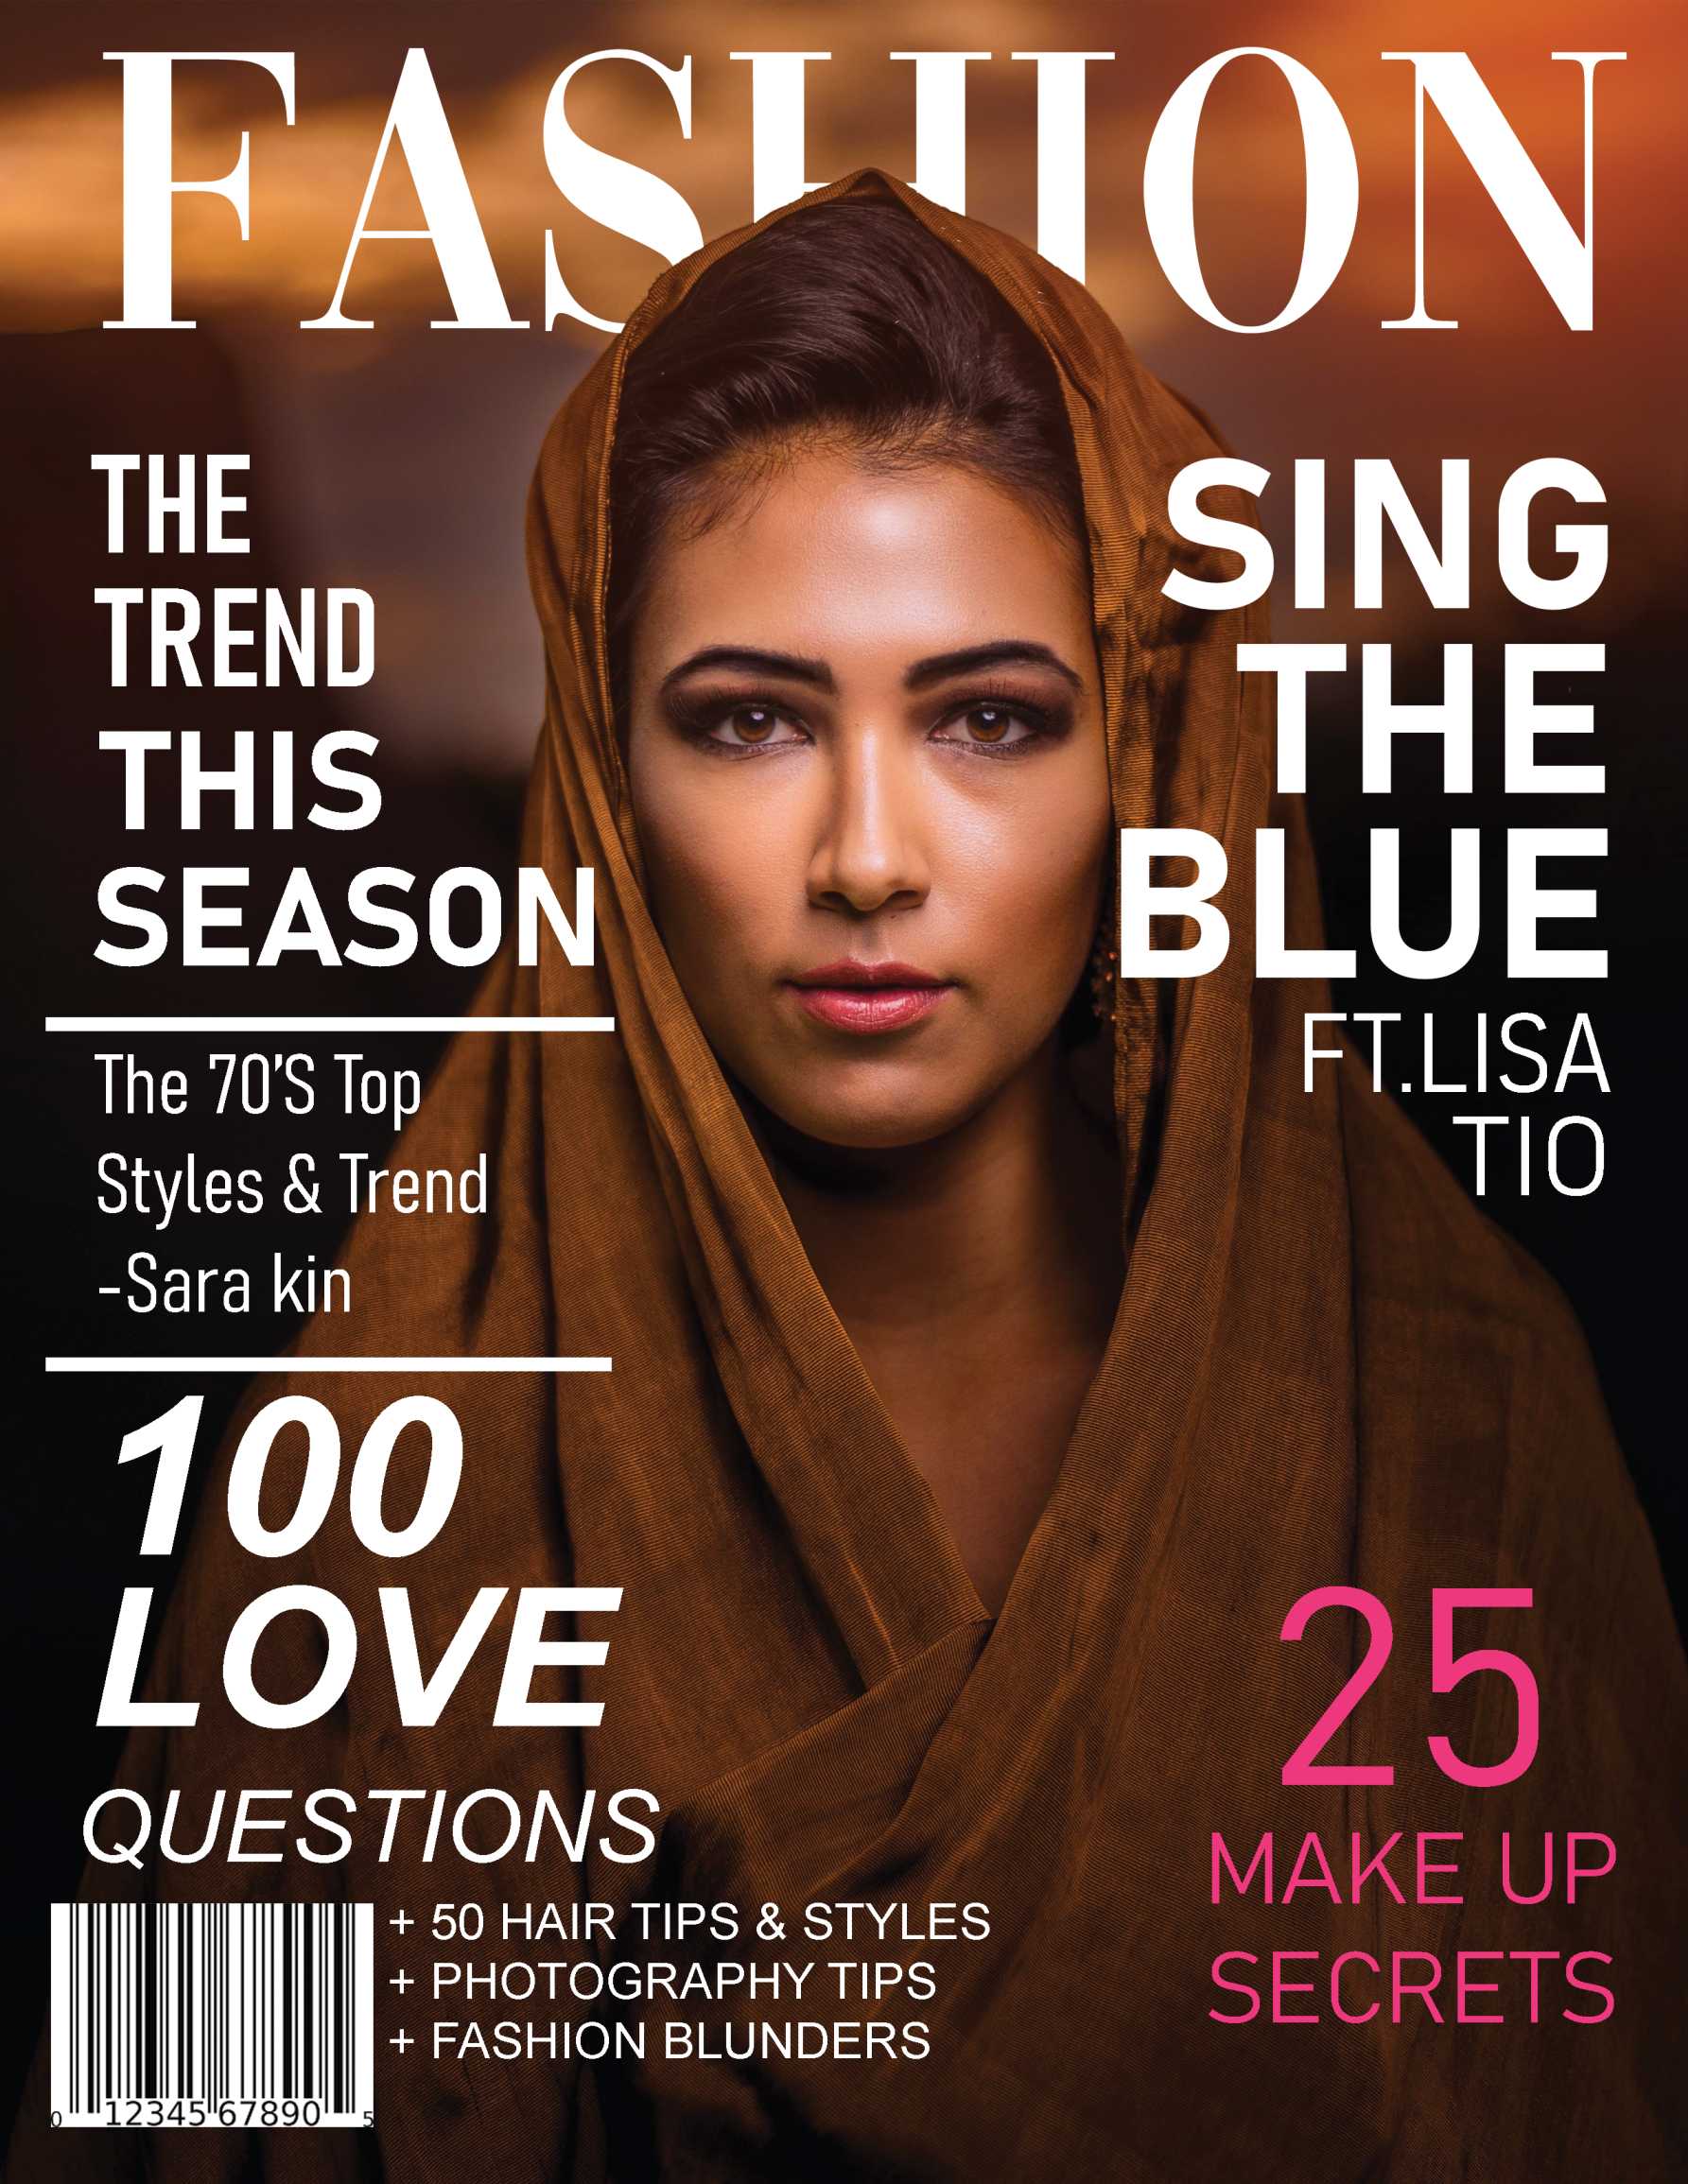 FASHION
THE
TREND
THIS
SEASON
The 70'S Top
Styles & Trend
-Sara kin
100
LOVE
QUESTIONS
+ 50 HAIR TIPS & STYLES
+ PHOTOGRAPHY TIPS
+ FASHION BLUNDERS
0 12345 67890 5
SING
THE
BLUE
FT.LISA
TIO
25
MAKE UP
SECRETS